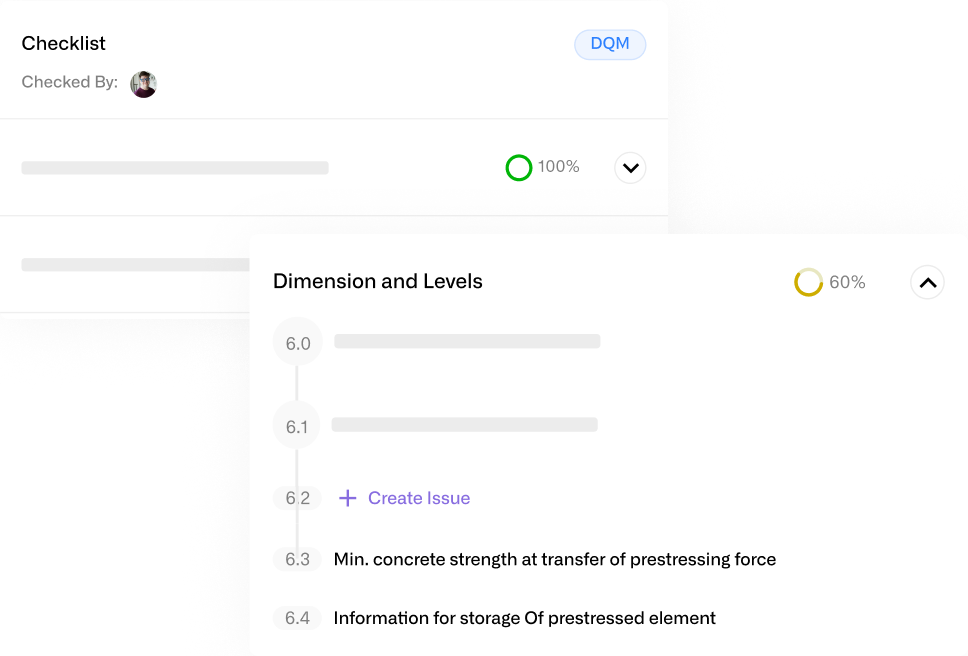 Checklist
DQM
Checked By:
100%
Dimension and Levels
60%
6.0
6.1
6.2
Create Issue
6.3
Min. concrete strength at transfer of prestressing force
6.4
Information for storage Of prestressed element